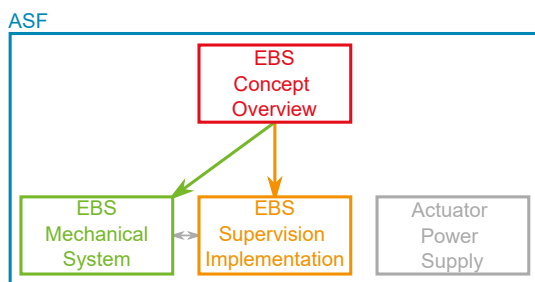 ASF
EBS
Concept
Overview
EBS
Mechanical
System
EBS
Supervision
Implementation
Actuator
Power
Supply